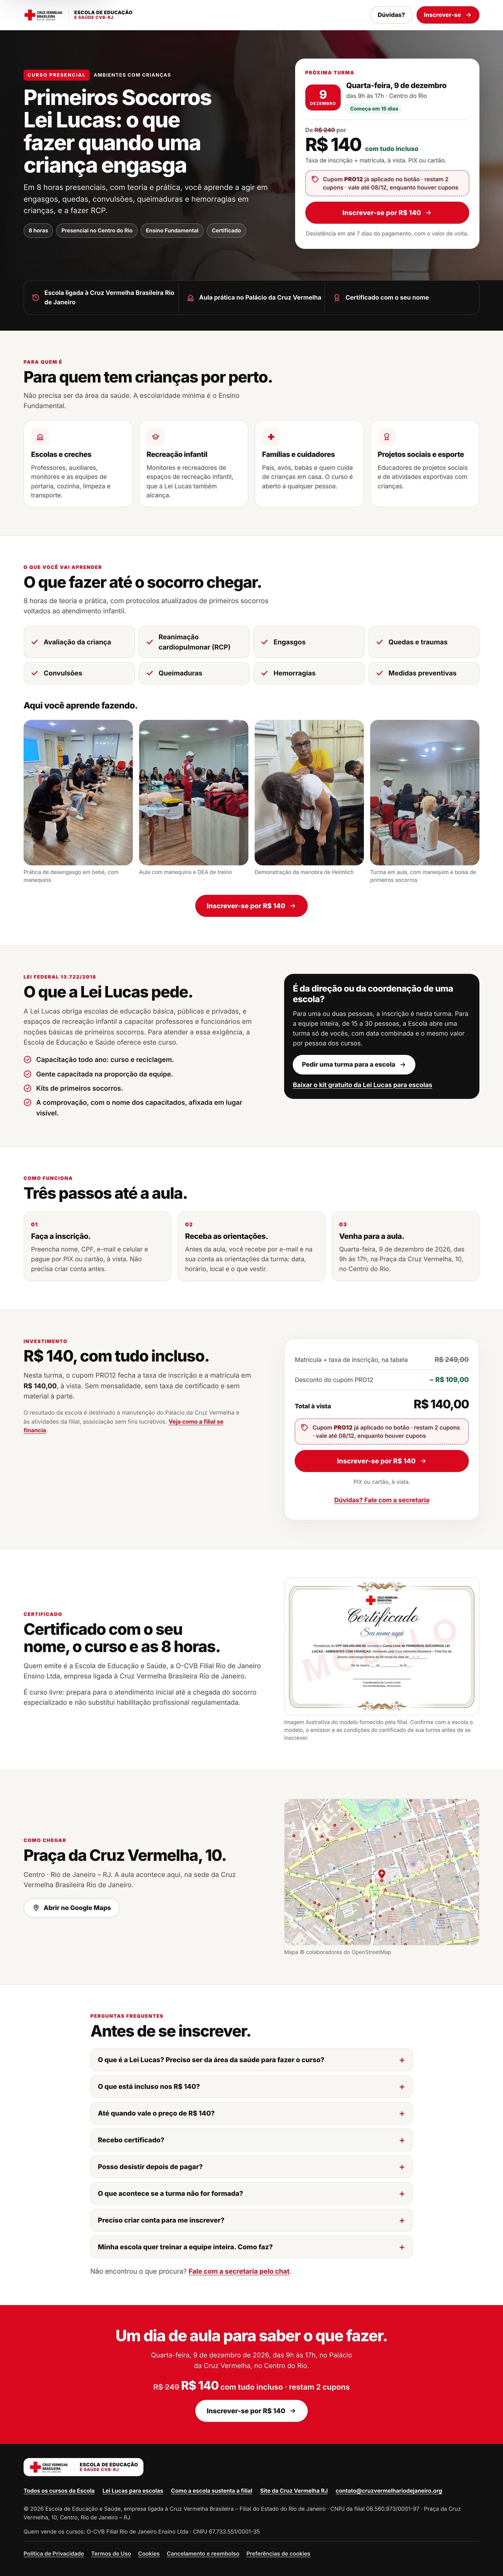 CRUZ VERMELHA
BRASILEIRA
ESCOLA DE EDUCAÇÃO
E SAÚDE CVB-RJ
Dúvidas?
Inscrever-se →
CURSO PRESENCIAL
AMBIENTES COM CRIANÇAS
Primeiros Socorros
Lei Lucas: o que
fazer quando uma
criança engasga
Em 8 horas presenciais, com teoria e prática, você aprende a agir em
engasgos, quedas, convulsões, queimaduras e hemorragias em
crianças, e a fazer RCP.
8 horas
Presencial no Centro do Rio
Ensino Fundamental
Certificado
PRÓXIMA TURMA
9
DEZEMBRO
Quarta-feira, 9 de dezembro
das 9h às 17h · Centro do Rio
Começa em 15 dias
De R$ 249 por
R$ 140 com tudo incluso
Taxa de inscrição + matrícula, à vista. PIX ou cartão.
Cupom PRO12 já aplicado no botão · restam 2
cupons · vale até 08/12, enquanto houver cupons
Inscrever-se por R$ 140 →
Desistência em até 7 dias do pagamento, com o valor de volta.
Escola ligada à Cruz Vermelha Brasileira Rio
de Janeiro
Aula prática no Palácio da Cruz Vermelha
Certificado com o seu nome
PARA QUEM É
Para quem tem crianças por perto.
Não precisa ser da área da saúde. A escolaridade mínima é o Ensino
Fundamental.
Escolas e creches
Professores, auxiliares,
monitores e as equipes de
portaria, cozinha, limpeza e
transporte.
Recreação infantil
Monitores e recreadores de
espaços de recreação infantil,
que a Lei Lucas também
alcança.
Famílias e cuidadores
Pais, avós, babás e quem cuida
de crianças em casa. O curso é
aberto a qualquer pessoa.
Projetos sociais e esporte
Educadores de projetos sociais
e de atividades esportivas com
crianças.
O QUE VOCÊ VAI APRENDER
O que fazer até o socorro chegar.
8 horas de teoria e prática, com protocolos atualizados de primeiros socorros
voltados ao atendimento infantil.
Avaliação da criança
Reanimação
cardiopulmonar (RCP)
Engasgos
Quedas e traumas
Convulsões
Queimaduras
Hemorragias
Medidas preventivas
Aqui você aprende fazendo.
Prática de desengasgo em bebê, com
manequins
Aula com manequins e DEA de treino
Demonstração da manobra de Heimlich
Turma em aula, com manequim e bolsa de
primeiros socorros
Inscrever-se por R$ 140 →
LEI FEDERAL 13.722/2018
O que a Lei Lucas pede.
A Lei Lucas obriga escolas de educação básica, públicas e privadas, e
espaços de recreação infantil a capacitar professores e funcionários em
noções básicas de primeiros socorros. Para atender a essa exigência, a
Escola de Educação e Saúde oferece este curso.
Capacitação todo ano: curso e reciclagem.
Gente capacitada na proporção da equipe.
Kits de primeiros socorros.
A comprovação, com o nome dos capacitados, afixada em lugar
visível.
É da direção ou da coordenação de uma
escola?
Para uma ou duas pessoas, a inscrição é nesta turma. Para
a equipe inteira, de 15 a 30 pessoas, a Escola abre uma
turma só de vocês, com data combinada e o mesmo valor
por pessoa dos cursos.
Pedir uma turma para a escola →
Baixar o kit gratuito da Lei Lucas para escolas
COMO FUNCIONA
Três passos até a aula.
01
Faça a inscrição.
Preencha nome, CPF, e-mail e celular e
pague por PIX ou cartão, à vista. Não
precisa criar conta antes.
02
Receba as orientações.
Antes da aula, você recebe por e-mail e na
sua conta as orientações da turma: data,
horário, local e o que vestir.
03
Venha para a aula.
Quarta-feira, 9 de dezembro de 2026, das
9h às 17h, na Praça da Cruz Vermelha, 10,
no Centro do Rio.
INVESTIMENTO
R$ 140, com tudo incluso.
Nesta turma, o cupom PRO12 fecha a taxa de inscrição e a matrícula em
R$ 140,00, à vista. Sem mensalidade, sem taxa de certificado e sem
material à parte.
O resultado da escola é destinado à manutenção do Palácio da Cruz Vermelha e
às atividades da filial, associação sem fins lucrativos. Veja como a filial se
financia.
Matrícula + taxa de inscrição, na tabela
R$ 249,00
Desconto do cupom PRO12
− R$ 109,00
Total à vista
R$ 140,00
Cupom PRO12 já aplicado no botão · restam 2 cupons
· vale até 08/12, enquanto houver cupons
Inscrever-se por R$ 140 →
PIX ou cartão, à vista.
Dúvidas? Fale com a secretaria
CERTIFICADO
Certificado com o seu
nome, o curso e as 8 horas.
Quem emite é a Escola de Educação e Saúde, a O-CVB Filial Rio de Janeiro
Ensino Ltda, empresa ligada à Cruz Vermelha Brasileira Rio de Janeiro.
É curso livre: prepara para o atendimento inicial até a chegada do socorro
especializado e não substitui habilitação profissional regulamentada.
CRUZ VERMELHA
BRASILEIRA
Certificado
Seu nome aqui
MODELO
Imagem ilustrativa do modelo fornecido pela filial. Confirme com a escola o
modelo, o emissor e as condições do certificado da sua turma antes de se
inscrever.
COMO CHEGAR
Praça da Cruz Vermelha, 10.
Centro · Rio de Janeiro – RJ. A aula acontece aqui, na sede da Cruz
Vermelha Brasileira Rio de Janeiro.
Abrir no Google Maps
Mapa © colaboradores do OpenStreetMap
PERGUNTAS FREQUENTES
Antes de se inscrever.
O que é a Lei Lucas? Preciso ser da área da saúde para fazer o curso? +
O que está incluso nos R$ 140? +
Até quando vale o preço de R$ 140? +
Recebo certificado? +
Posso desistir depois de pagar? +
O que acontece se a turma não for formada? +
Preciso criar conta para me inscrever? +
Minha escola quer treinar a equipe inteira. Como faz? +
Não encontrou o que procura? Fale com a secretaria pelo chat.
Um dia de aula para saber o que fazer.
Quarta-feira, 9 de dezembro de 2026, das 9h às 17h, no Palácio
da Cruz Vermelha, no Centro do Rio.
R$ 249 R$ 140 com tudo incluso · restam 2 cupons
Inscrever-se por R$ 140 →
CRUZ VERMELHA
BRASILEIRA
ESCOLA DE EDUCAÇÃO
E SAÚDE CVB-RJ
Todos os cursos da Escola
Lei Lucas para escolas
Como a escola sustenta a filial
Site da Cruz Vermelha RJ
contato@cruzvermelhariodejaneiro.org
© 2026 Escola de Educação e Saúde, empresa ligada à Cruz Vermelha Brasileira – Filial do Estado do Rio de Janeiro · CNPJ da filial 08.560.973/0001-97 · Praça da Cruz
Vermelha, 10, Centro, Rio de Janeiro – RJ
Quem vende os cursos: O-CVB Filial Rio de Janeiro Ensino Ltda · CNPJ 67.733.551/0001-35
Política de Privacidade
Termos de Uso
Cookies
Cancelamento e reembolso
Preferências de cookies